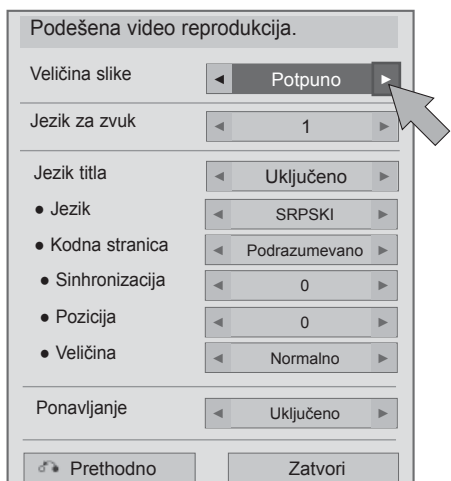 Podešena video reprodukcija.
Veličina slike ◄ Potpuno ►
Jezik za zvuk ◄ 1 ►
Jezik titla ◄ Uključeno ►
● Jezik ◄ SRPSKI ►
● Kodna stranica ◄ Podrazumevano ►
● Sinhronizacija ◄ 0 ►
● Pozicija ◄ 0 ►
● Veličina ◄ Normalno ►
Ponavljanje ◄ Uključeno ►
Prethodno Zatvori